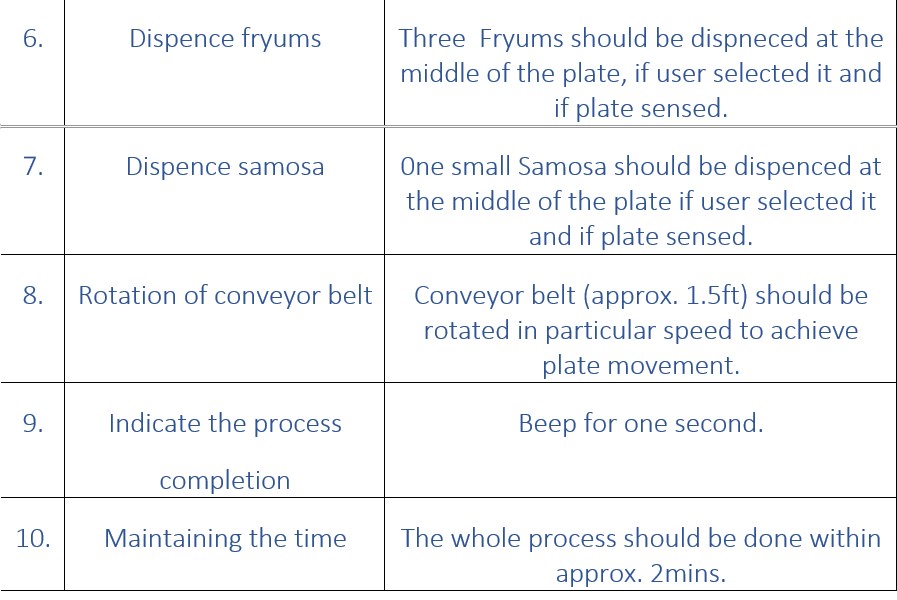 6.
Dispence fryums
Three Fryums should be dispneced at the
middle of the plate, if user selected it and
if plate sensed.
7.
Dispence samosa
One small Samosa should be dispenced at
the middle of the plate if user selected it
and if plate sensed.
8.
Rotation of conveyor belt
Conveyor belt (approx. 1.5ft) should be
rotated in particular speed to achieve
plate movement.
9.
Indicate the process
completion
Beep for one second.
10.
Maintaining the time
The whole process should be done within
approx. 2mins.